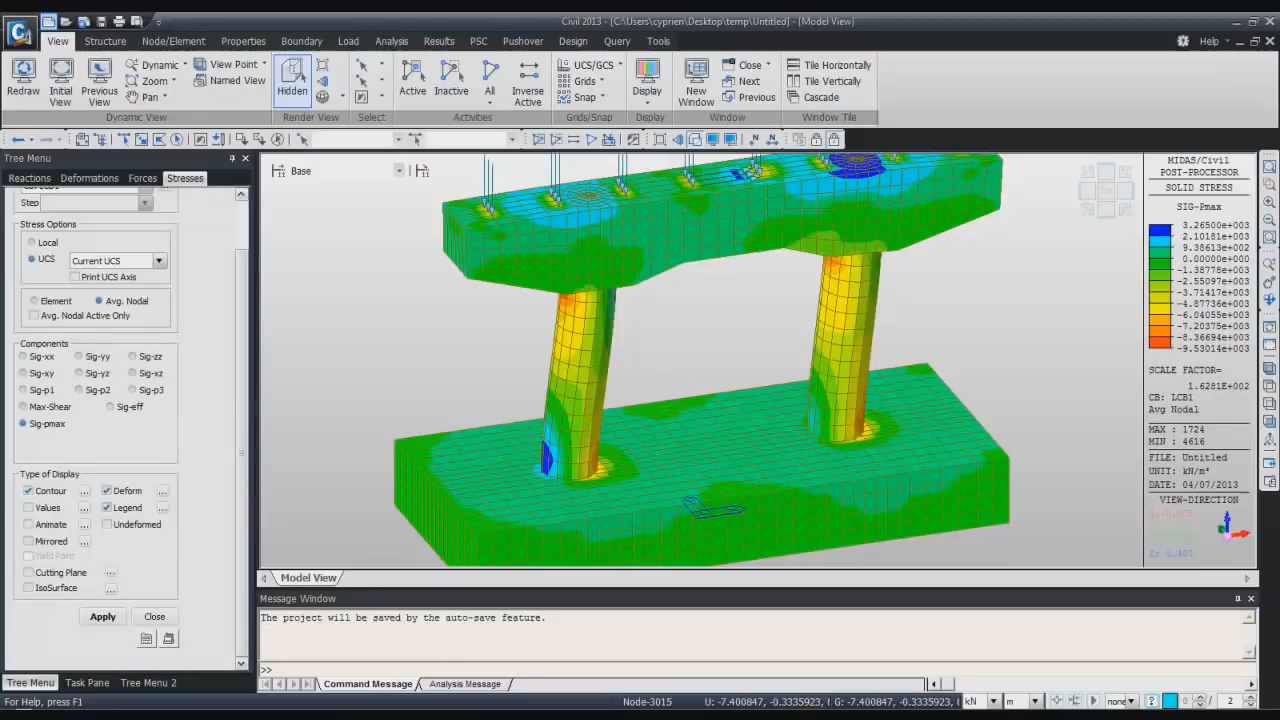 Civil 2013 - [C:\Users\cyprien\Desktop\temp\Untitled] - [Model View]
View Structure Node/Element Properties Boundary Load Analysis Results PSC Pushover Design Query Tools Help
Redraw Initial View Previous View Dynamic Zoom Pan View Point Named View
Dynamic View
Hidden
Render View
Select
Active Inactive All Inverse Active
Activities
UCS/GCS Grids Snap
Grids/Snap
Display
Display
New Window Close Next Previous
Window
Tile Horizontally
Tile Vertically
Cascade
Window Tile
Tree Menu
Reactions Deformations Forces Stresses
Step
Stress Options
Local
UCS Current UCS
Print UCS Axis
Element Avg. Nodal
Avg. Nodal Active Only
Components
Sig-xx Sig-yy Sig-zz
Sig-xy Sig-yz Sig-xz
Sig-p1 Sig-p2 Sig-p3
Max-Shear Sig-eff
Sig-pmax
Type of Display
Contour ... Deform ...
Values ... Legend ...
Animate ... Undeformed
Mirrored ...
Yield Point
Cutting Plane ...
IsoSurface ...
Apply Close
Tree Menu Task Pane Tree Menu 2
Base
MIDAS/Civil
POST-PROCESSOR
SOLID STRESS
SIG-Pmax
3.26500e+003
2.10181e+003
9.38613e+002
0.00000e+000
-1.38778e+003
-2.55097e+003
-3.71417e+003
-4.87736e+003
-6.04055e+003
-7.20375e+003
-8.36694e+003
-9.53014e+003
SCALE FACTOR=
1.6281E+002
CB: LCB1
Avg Nodal
MAX : 1724
MIN : 4616
FILE: Untitled
UNIT: kN/m²
DATE: 04/07/2013
VIEW-DIRECTION
Z: 0.407
Model View
Message Window
The project will be saved by the auto-save feature.
>>
Command Message Analysis Message
For Help, press F1 Node-3015 U: -7.400847, -0.3335923, G: -7.400847, -0.3335923, kN m none ? 0 / 2